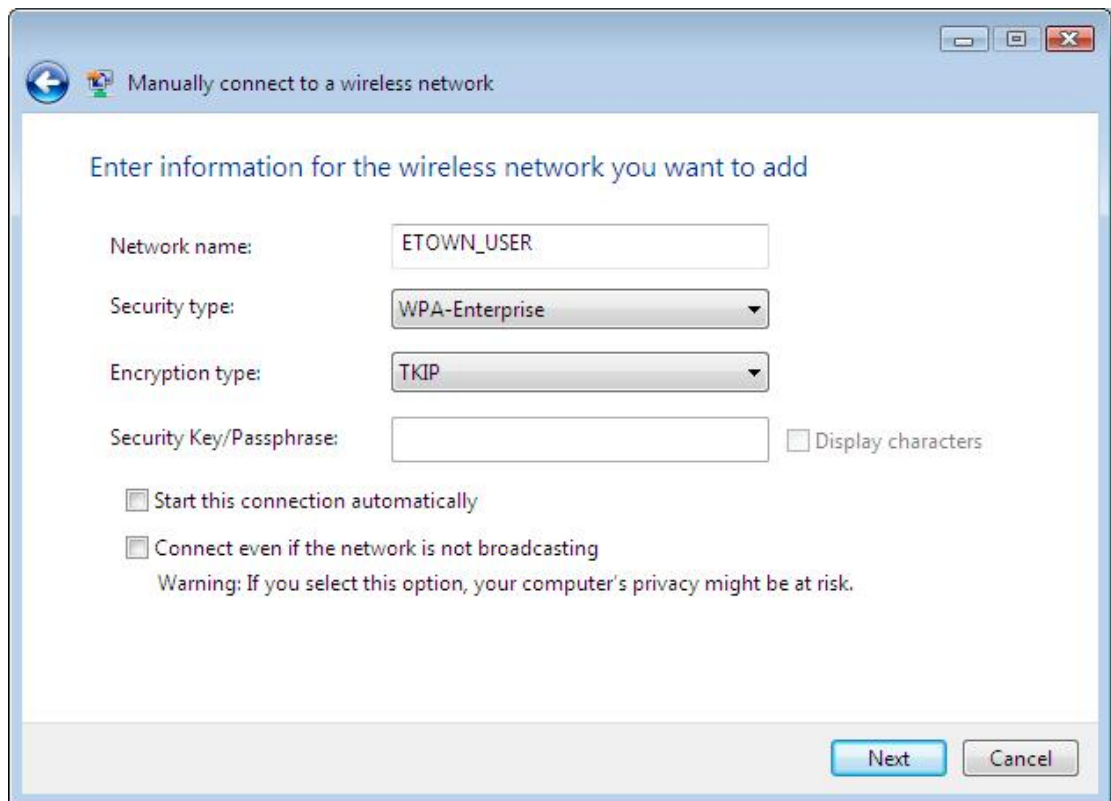 Manually connect to a wireless network
Enter information for the wireless network you want to add
Network name: ETOWN_USER
Security type: WPA-Enterprise
Encryption type: TKIP
Security Key/Passphrase: Display characters
Start this connection automatically
Connect even if the network is not broadcasting
Warning: If you select this option, your computer's privacy might be at risk.
Next Cancel